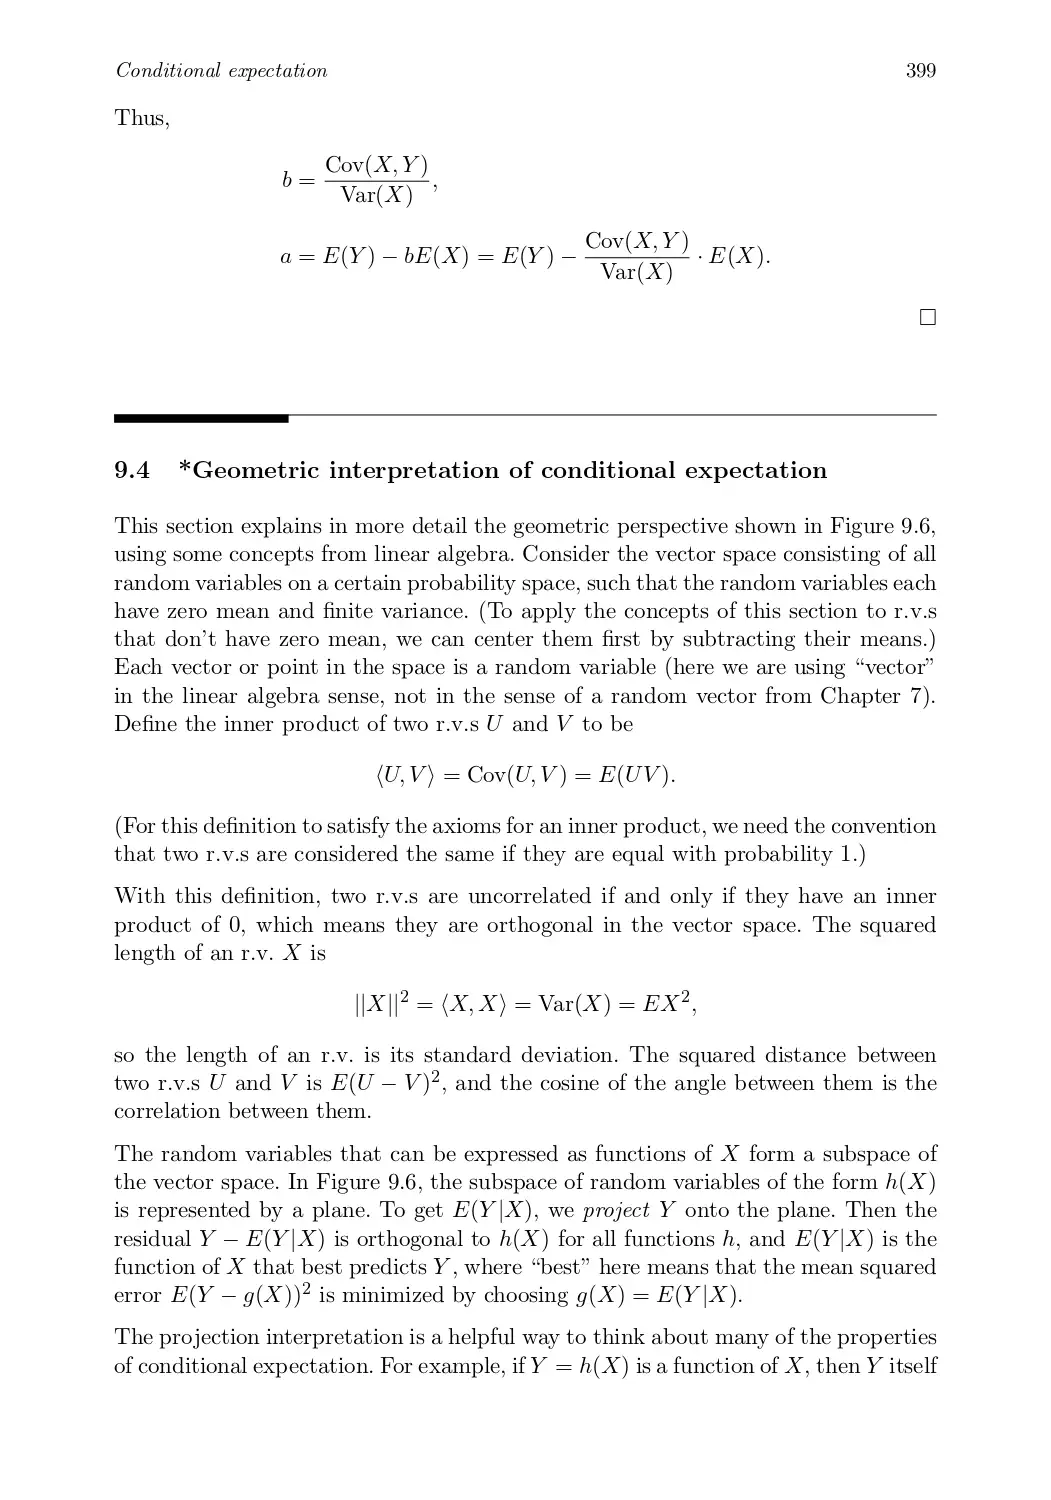 Conditional expectation 399
Thus,
b = Cov(X, Y) / Var(X),
a = E(Y) − bE(X) = E(Y) − Cov(X, Y) / Var(X) · E(X).
□
9.4 *Geometric interpretation of conditional expectation
This section explains in more detail the geometric perspective shown in Figure 9.6,
using some concepts from linear algebra. Consider the vector space consisting of all
random variables on a certain probability space, such that the random variables each
have zero mean and finite variance. (To apply the concepts of this section to r.v.s
that don't have zero mean, we can center them first by subtracting their means.)
Each vector or point in the space is a random variable (here we are using “vector”
in the linear algebra sense, not in the sense of a random vector from Chapter 7).
Define the inner product of two r.v.s U and V to be
⟨U, V⟩ = Cov(U, V) = E(UV).
(For this definition to satisfy the axioms for an inner product, we need the convention
that two r.v.s are considered the same if they are equal with probability 1.)
With this definition, two r.v.s are uncorrelated if and only if they have an inner
product of 0, which means they are orthogonal in the vector space. The squared
length of an r.v. X is
||X||² = ⟨X, X⟩ = Var(X) = EX²,
so the length of an r.v. is its standard deviation. The squared distance between
two r.v.s U and V is E(U − V)², and the cosine of the angle between them is the
correlation between them.
The random variables that can be expressed as functions of X form a subspace of
the vector space. In Figure 9.6, the subspace of random variables of the form h(X)
is represented by a plane. To get E(Y|X), we project Y onto the plane. Then the
residual Y − E(Y|X) is orthogonal to h(X) for all functions h, and E(Y|X) is the
function of X that best predicts Y, where “best” here means that the mean squared
error E(Y − g(X))² is minimized by choosing g(X) = E(Y|X).
The projection interpretation is a helpful way to think about many of the properties
of conditional expectation. For example, if Y = h(X) is a function of X, then Y itself